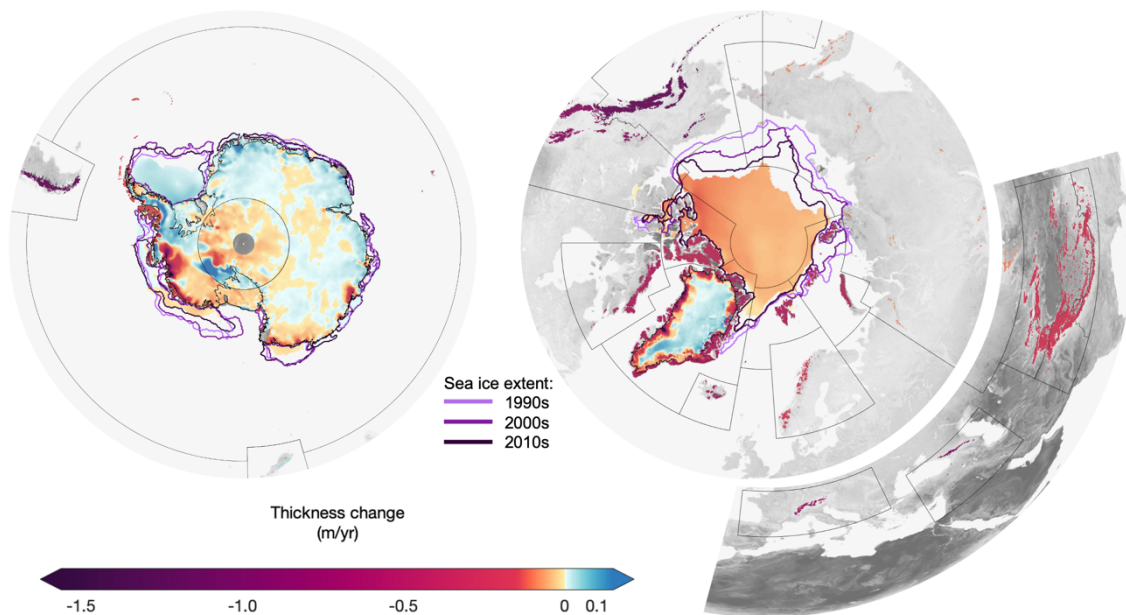 Sea ice extent:
1990s
2000s
2010s
Thickness change
(m/yr)
-1.5 -1.0 -0.5 0 0.1